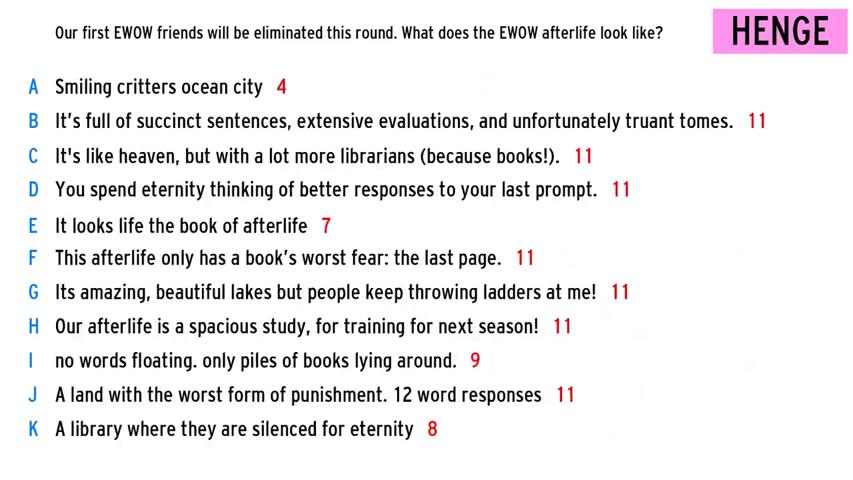 Our first EWOW friends will be eliminated this round. What does the EWOW afterlife look like?
HENGE
A Smiling critters ocean city 4
B It's full of succinct sentences, extensive evaluations, and unfortunately truant tomes. 11
C It's like heaven, but with a lot more librarians (because books!). 11
D You spend eternity thinking of better responses to your last prompt. 11
E It looks life the book of afterlife 7
F This afterlife only has a book's worst fear: the last page. 11
G Its amazing, beautiful lakes but people keep throwing ladders at me! 11
H Our afterlife is a spacious study, for training for next season! 11
I no words floating. only piles of books lying around. 9
J A land with the worst form of punishment. 12 word responses 11
K A library where they are silenced for eternity 8